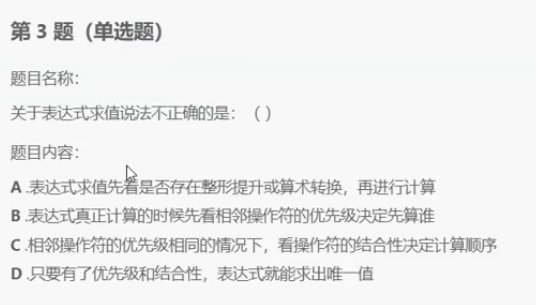 第 3 题（单选题）
题目名称：
关于表达式求值说法不正确的是：（ ）
题目内容：
A .表达式求值先看是否存在整形提升或算术转换，再进行计算
B .表达式真正计算的时候先看相邻操作符的优先级决定先算谁
C .相邻操作符的优先级相同的情况下，看操作符的结合性决定计算顺序
D .只要有了优先级和结合性，表达式就能求出唯一值